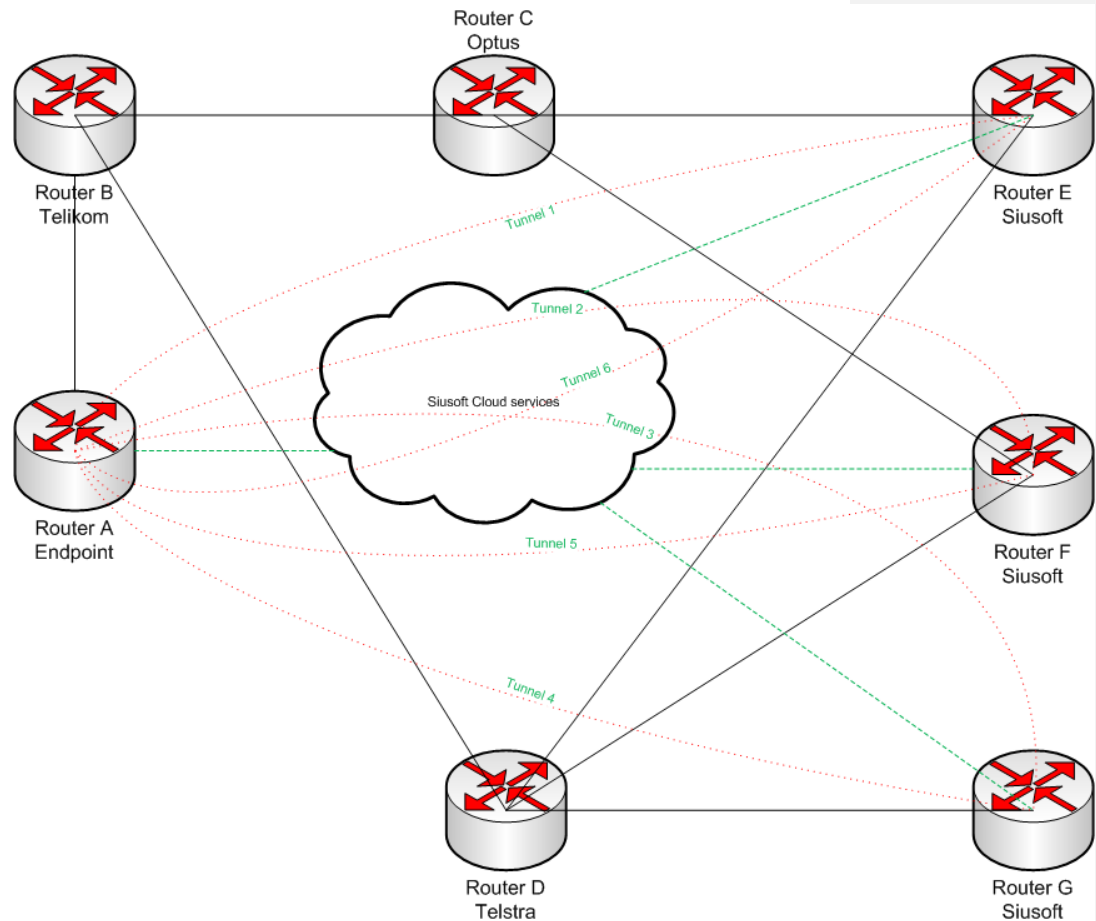 Router C
Optus
Router B
Telikom
Router E
Siusoft
Tunnel 1
Tunnel 2
Tunnel 6
Siusoft Cloud services
Tunnel 3
Router A
Endpoint
Tunnel 5
Router F
Siusoft
Tunnel 4
Router D
Telstra
Router G
Siusoft